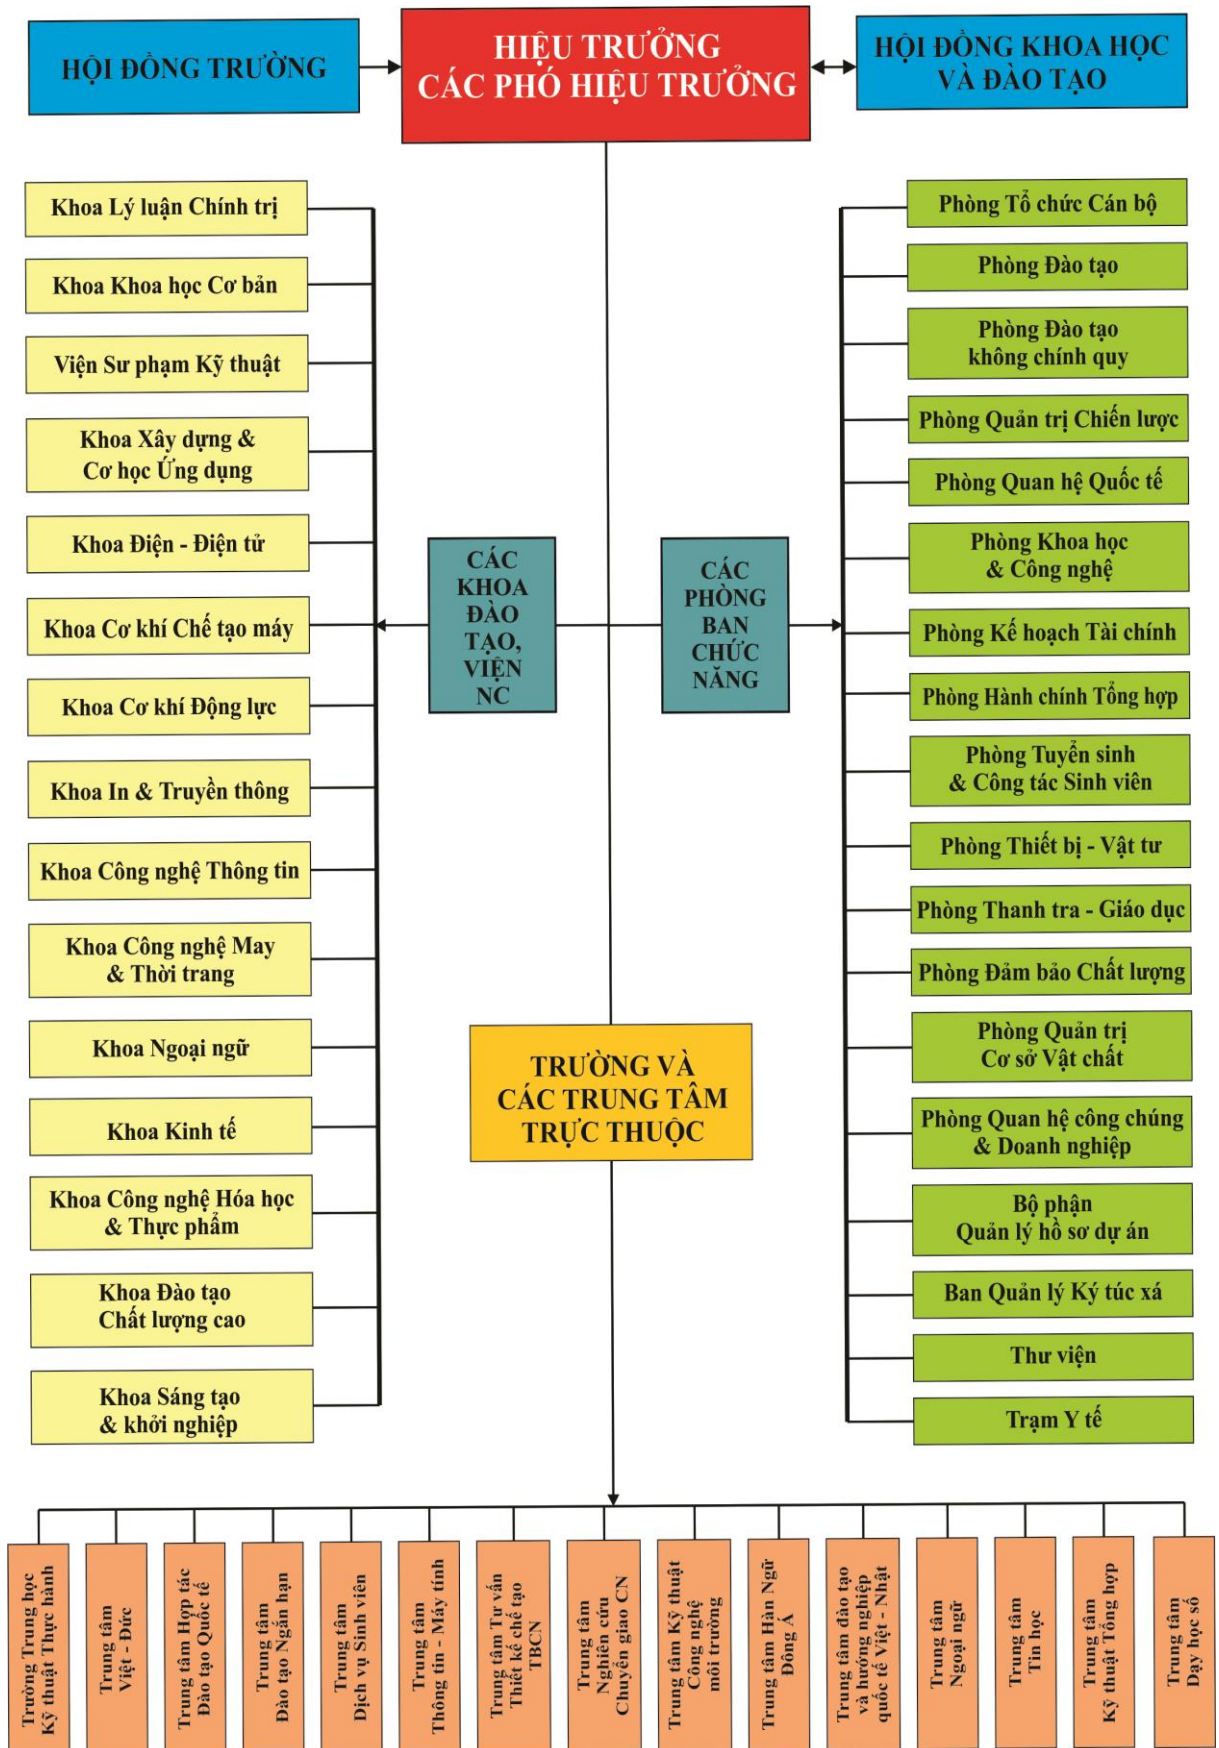 HỘI ĐỒNG TRƯỜNG
HIỆU TRƯỞNG
CÁC PHÓ HIỆU TRƯỞNG
HỘI ĐỒNG KHOA HỌC
VÀ ĐÀO TẠO
Khoa Lý luận Chính trị
Khoa Khoa học Cơ bản
Viện Sư phạm Kỹ thuật
Khoa Xây dựng &
Cơ học Ứng dụng
Khoa Điện - Điện tử
Khoa Cơ khí Chế tạo máy
Khoa Cơ khí Động lực
Khoa In & Truyền thông
Khoa Công nghệ Thông tin
Khoa Công nghệ May
& Thời trang
Khoa Ngoại ngữ
Khoa Kinh tế
Khoa Công nghệ Hóa học
& Thực phẩm
Khoa Đào tạo
Chất lượng cao
Khoa Sáng tạo
& khởi nghiệp
CÁC
KHOA
ĐÀO
TẠO,
VIỆN
NC
CÁC
PHÒNG
BAN
CHỨC
NĂNG
TRƯỜNG VÀ
CÁC TRUNG TÂM
TRỰC THUỘC
Phòng Tổ chức Cán bộ
Phòng Đào tạo
Phòng Đào tạo
không chính quy
Phòng Quản trị Chiến lược
Phòng Quan hệ Quốc tế
Phòng Khoa học
& Công nghệ
Phòng Kế hoạch Tài chính
Phòng Hành chính Tổng hợp
Phòng Tuyển sinh
& Công tác Sinh viên
Phòng Thiết bị - Vật tư
Phòng Thanh tra - Giáo dục
Phòng Đảm bảo Chất lượng
Phòng Quản trị
Cơ sở Vật chất
Phòng Quan hệ công chúng
& Doanh nghiệp
Bộ phận
Quản lý hồ sơ dự án
Ban Quản lý Ký túc xá
Thư viện
Trạm Y tế
Trường Trung học
Kỹ thuật Thực hành
Trung tâm
Việt - Đức
Trung tâm Hợp tác
Đào tạo Quốc tế
Trung tâm
Đào tạo Ngắn hạn
Trung tâm
Dịch vụ Sinh viên
Trung tâm
Thông tin - Máy tính
Trung tâm Tư vấn
Thiết kế chế tạo
TBCN
Trung tâm
Nghiên cứu
Chuyển giao CN
Trung tâm Kỹ thuật
Công nghệ
môi trường
Trung tâm Hàn Ngữ
Đông Á
Trung tâm đào tạo
và hướng nghiệp
quốc tế Việt - Nhật
Trung tâm
Ngoại ngữ
Trung tâm
Tin học
Trung tâm
Kỹ thuật Tổng hợp
Trung tâm
Dạy học số